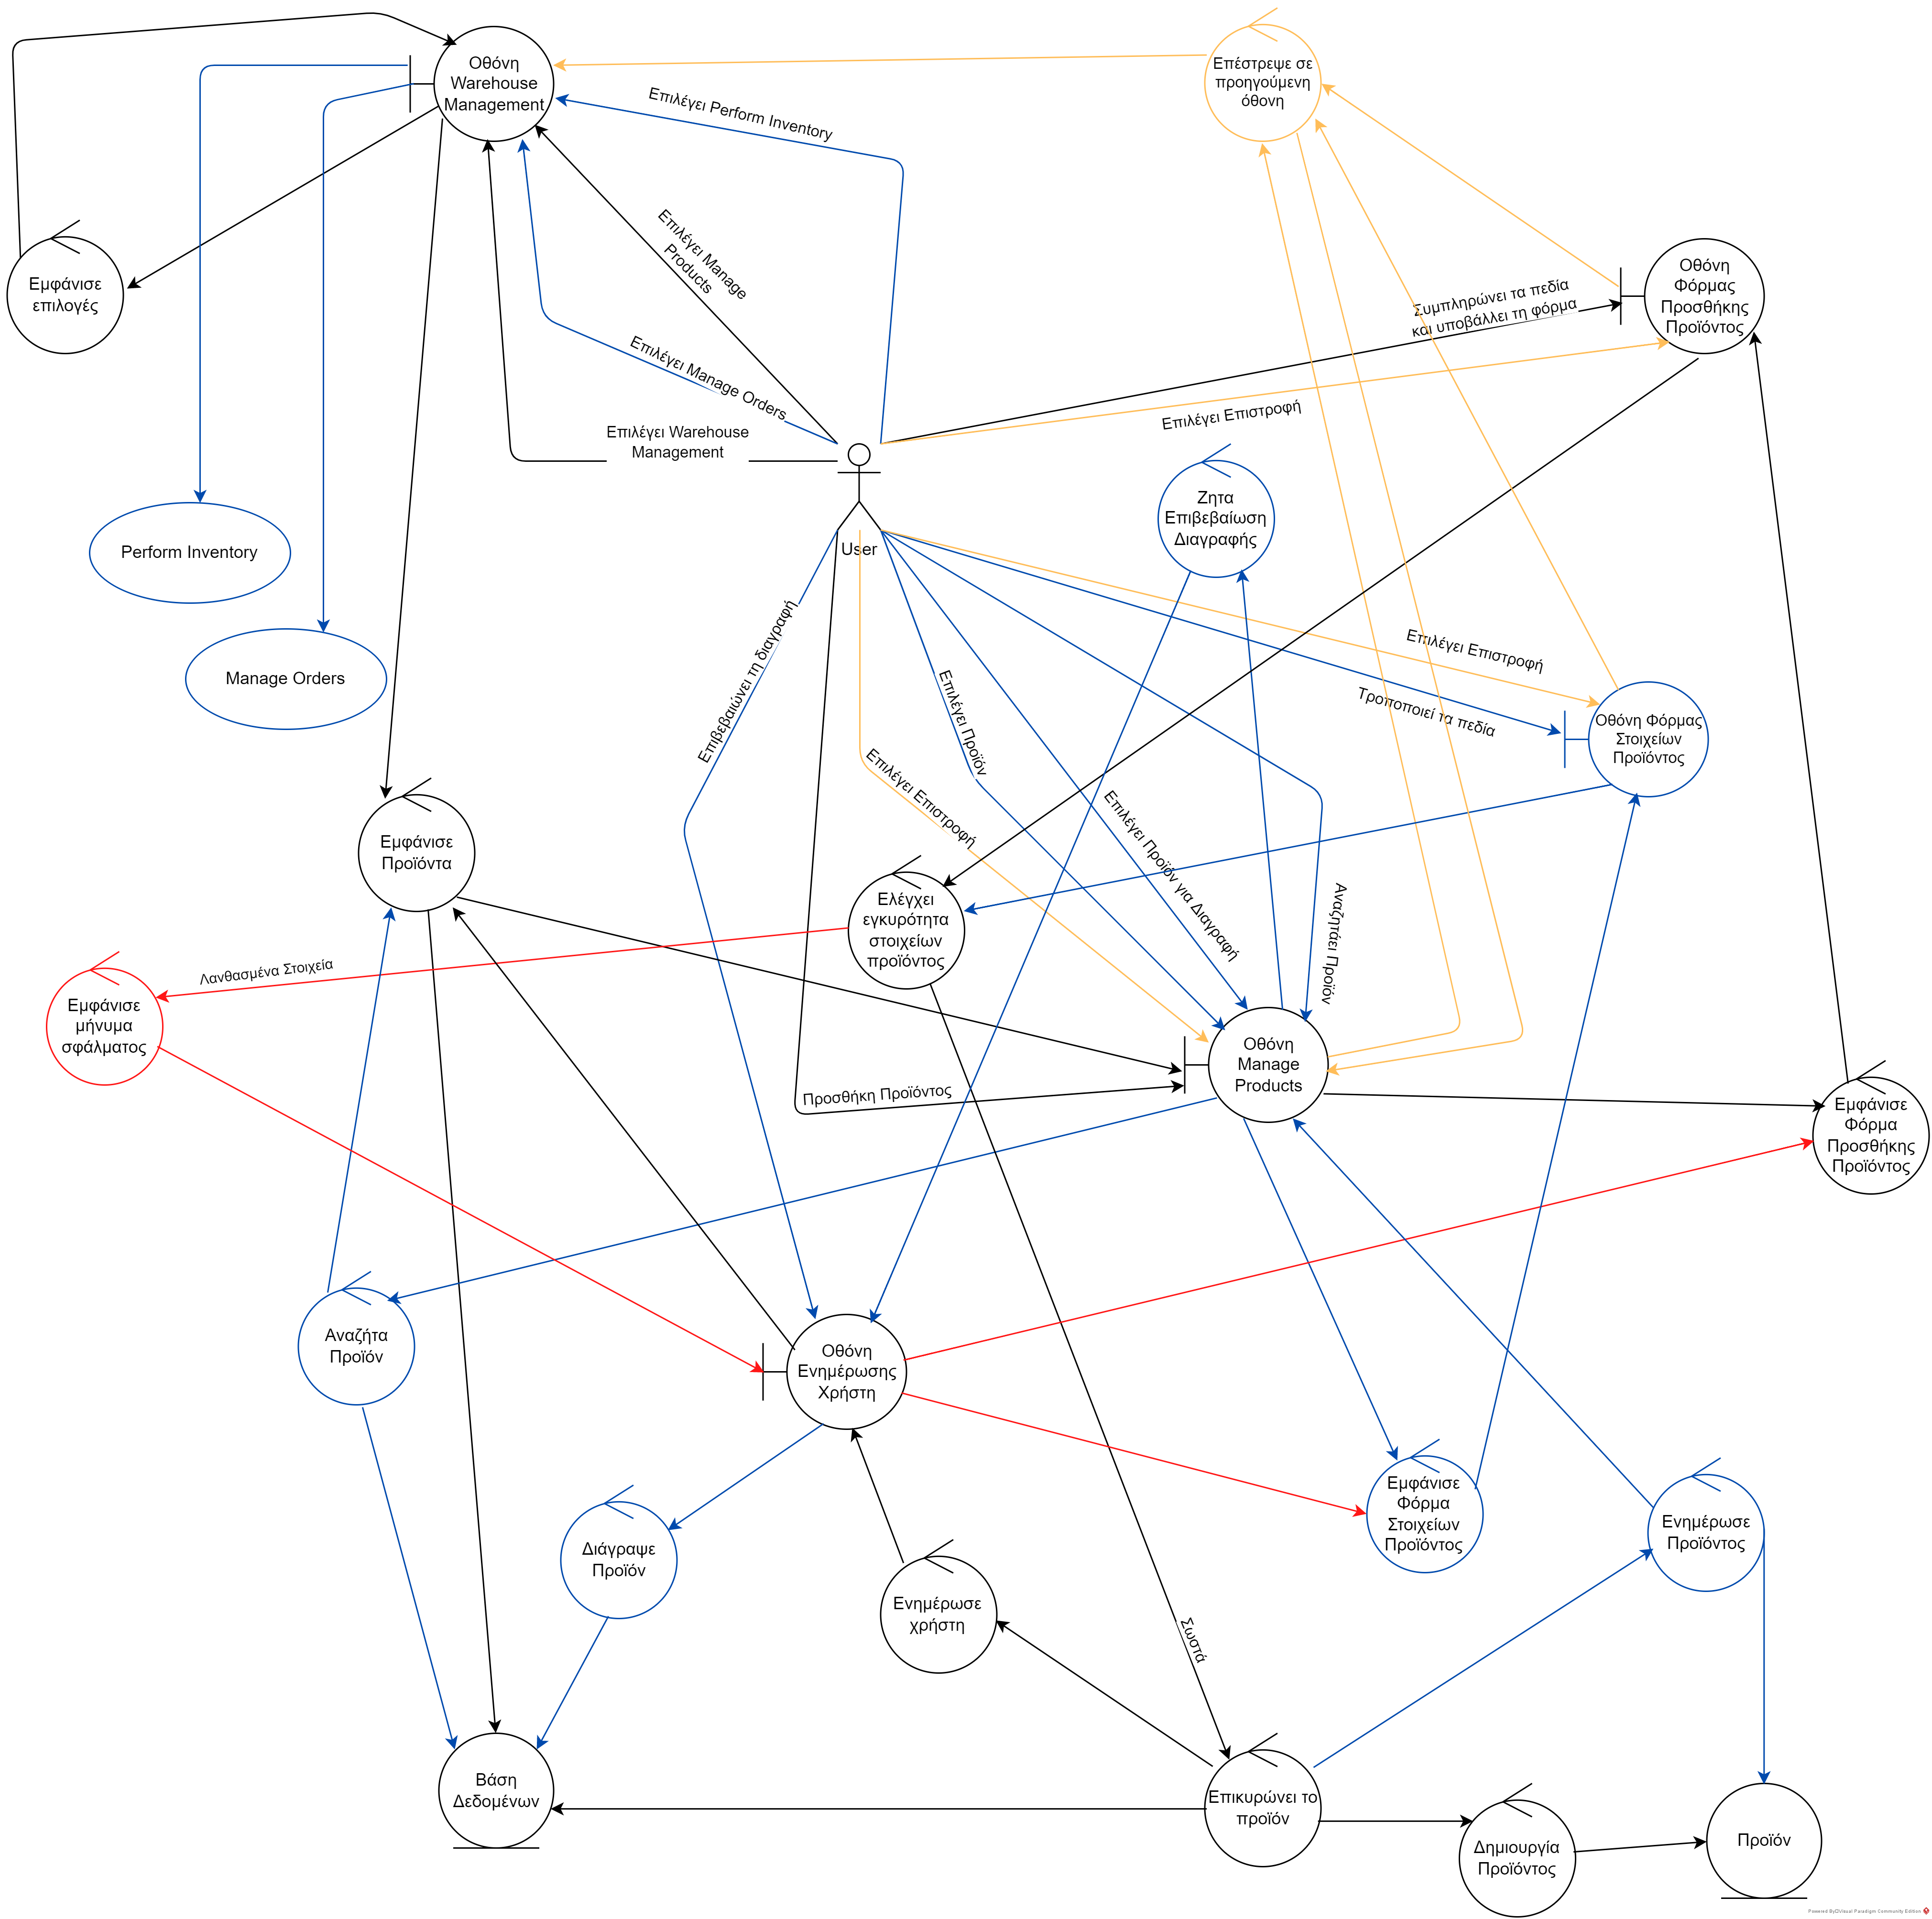 Οθόνη
Warehouse
Management
Επέστρεψε σε
προηγούμενη
όθονη
Επιλέγει Perform Inventory
Επιλέγει Manage
Products
Εμφάνισε
επιλογές
Οθόνη
Φόρμας
Προσθήκης
Προϊόντος
Συμπληρώνει τα πεδία
και υποβάλλει τη φόρμα
Επιλέγει Manage Orders
Επιλέγει Επιστροφή
Επιλέγει Warehouse
Management
Ζητα
Επιβεβαίωση
Διαγραφής
User
Perform Inventory
Manage Orders
Επιβεβαιώνει τη διαγραφή
Επιλέγει Προϊόν
Επιλέγει Επιστροφή
Τροποποιεί τα πεδία
Οθόνη Φόρμας
Στοιχείων
Προϊόντος
Επιλέγει Επιστροφή
Επιλέγει Προϊόν για Διαγραφή
Αναζητάει Προϊόν
Εμφάνισε
Προϊόντα
Ελέγχει
εγκυρότητα
στοιχείων
προϊόντος
Λανθασμένα Στοιχεία
Εμφάνισε
μήνυμα
σφάλματος
Οθόνη
Manage
Products
Προσθήκη Προϊόντος
Εμφάνισε
Φόρμα
Προσθήκης
Προϊόντος
Αναζήτα
Προϊόν
Οθόνη
Ενημέρωσης
Χρήστη
Εμφάνισε
Φόρμα
Στοιχείων
Προϊόντος
Ενημέρωσε
Προϊόντος
Διάγραψε
Προϊόν
Ενημέρωσε
χρήστη
Σωστά
Βάση
Δεδομένων
Επικυρώνει το
προϊόν
Δημιουργία
Προϊόντος
Προϊόν
Powered By Visual Paradigm Community Edition